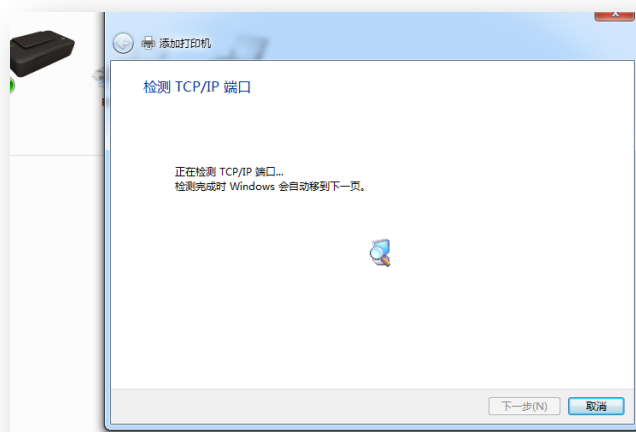 添加打印机
检测 TCP/IP 端口
正在检测 TCP/IP 端口...
检测完成时 Windows 会自动移到下一页。
下一步(N)
取消